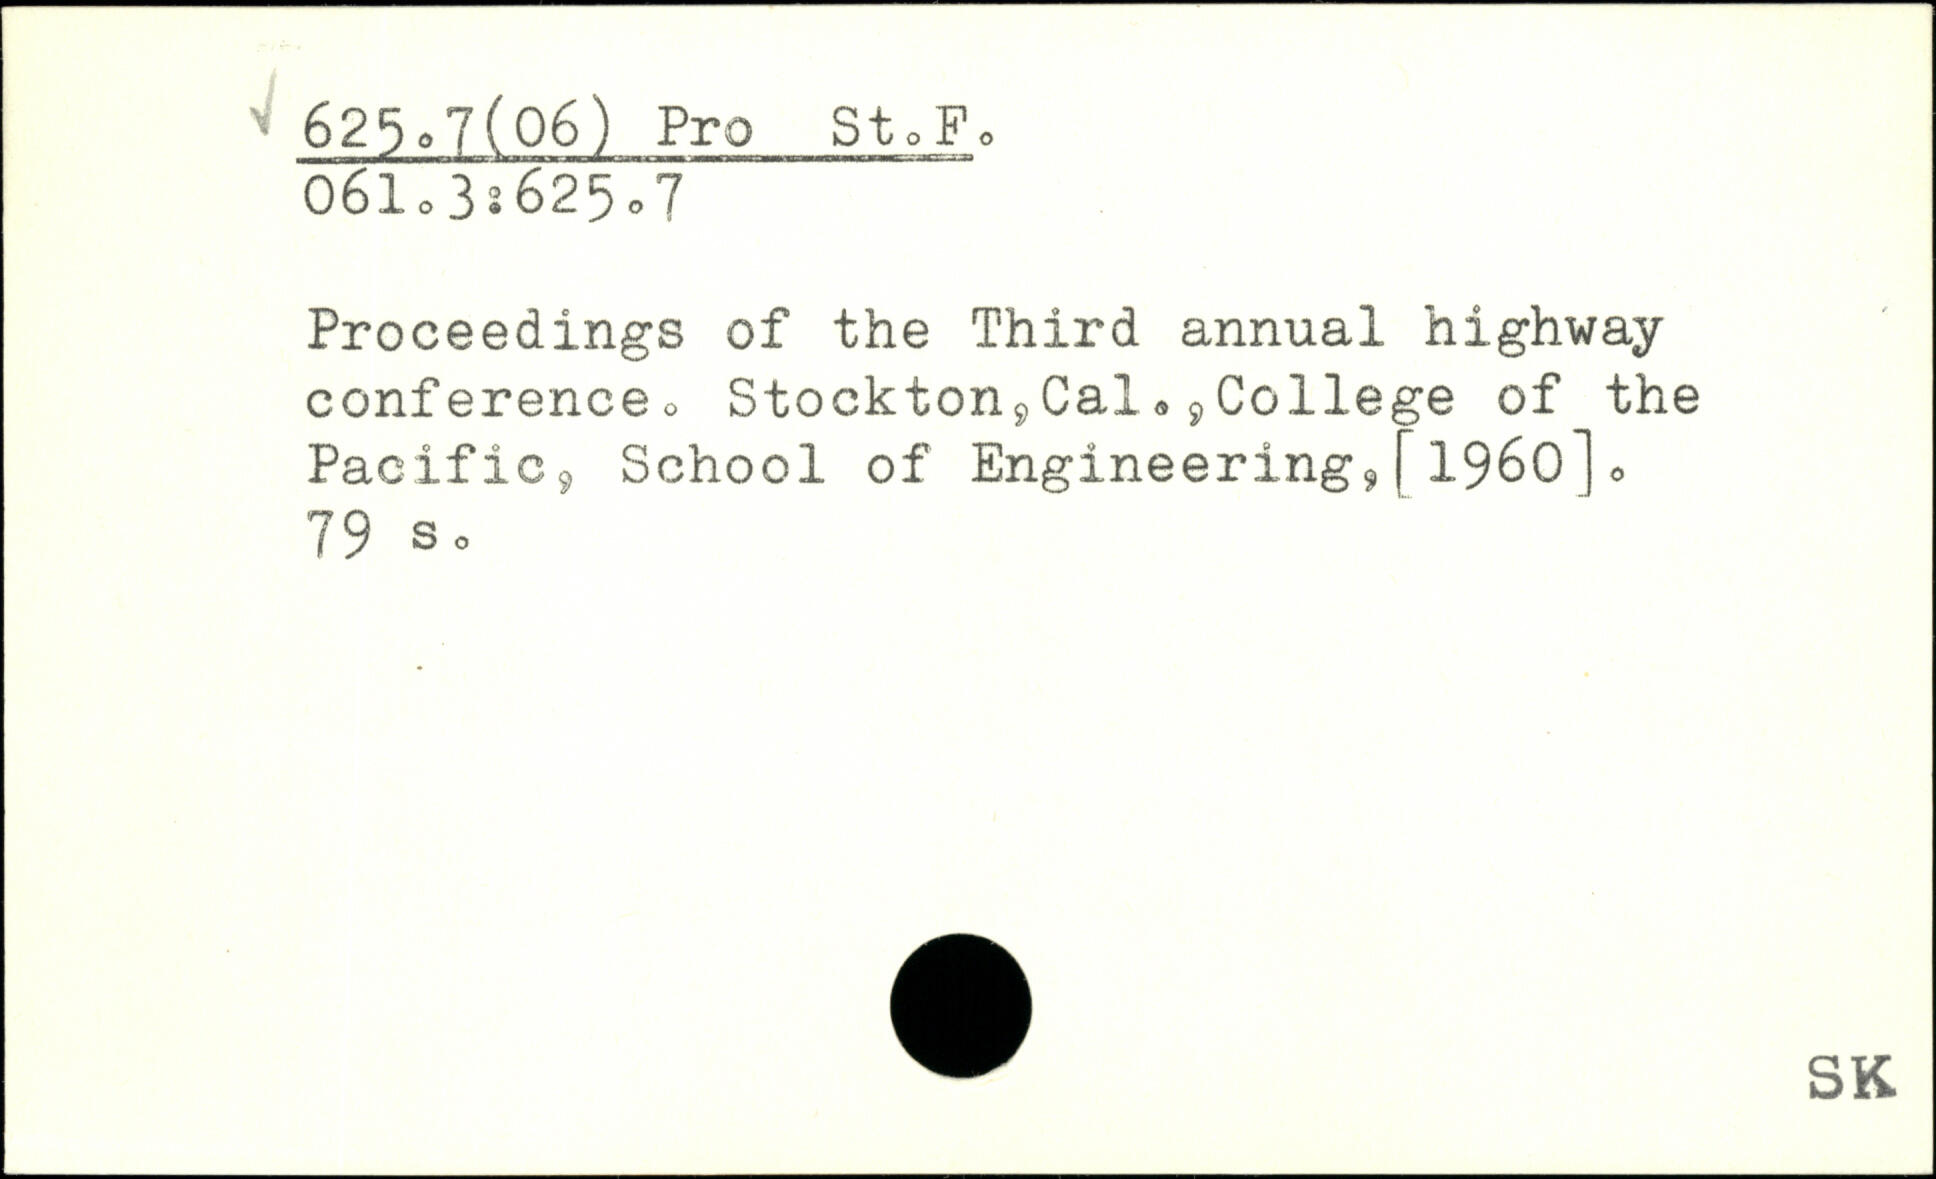 625.7(06) Pro St.F.
061.3:625.7
Proceedings of the Third annual highway
conference. Stockton,Cal.,College of the
Pacific, School of Engineering,[1960].
79 s.
SK